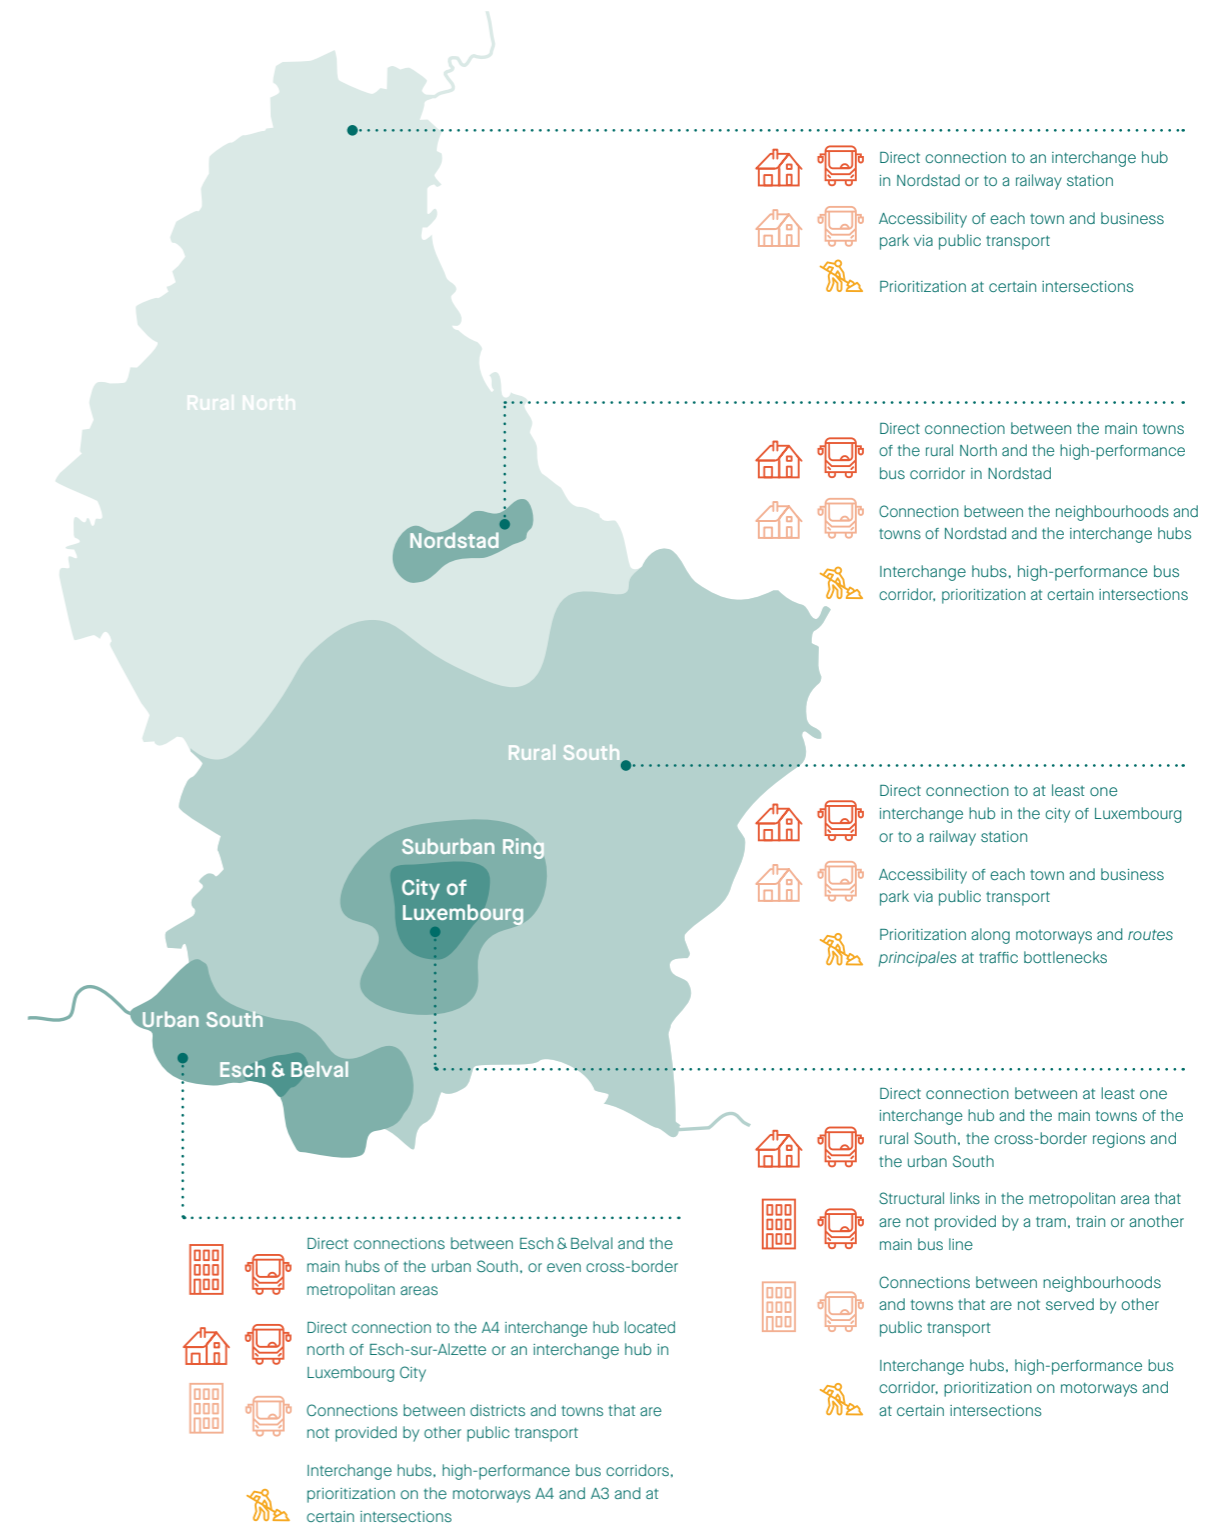 Direct connection to an interchange hub
in Nordstad or to a railway station
Accessibility of each town and business
park via public transport
Prioritization at certain intersections
Rural North
Direct connection between the main towns
of the rural North and the high-performance
bus corridor in Nordstad
Connection between the neighbourhoods and
towns of Nordstad and the interchange hubs
Interchange hubs, high-performance bus
corridor, prioritization at certain intersections
Nordstad
Rural South
Direct connection to at least one
interchange hub in the city of Luxembourg
or to a railway station
Accessibility of each town and business
park via public transport
Prioritization along motorways and routes
principales at traffic bottlenecks
Suburban Ring
City of
Luxembourg
Urban South
Esch & Belval
Direct connection between at least one
interchange hub and the main towns of the
rural South, the cross-border regions and
the urban South
Structural links in the metropolitan area that
are not provided by a tram, train or another
main bus line
Connections between neighbourhoods
and towns that are not served by other
public transport
Interchange hubs, high-performance bus
corridor, prioritization on motorways and
at certain intersections
Direct connections between Esch & Belval and the
main hubs of the urban South, or even cross-border
metropolitan areas
Direct connection to the A4 interchange hub located
north of Esch-sur-Alzette or an interchange hub in
Luxembourg City
Connections between districts and towns that are
not provided by other public transport
Interchange hubs, high-performance bus corridors,
prioritization on the motorways A4 and A3 and at
certain intersections